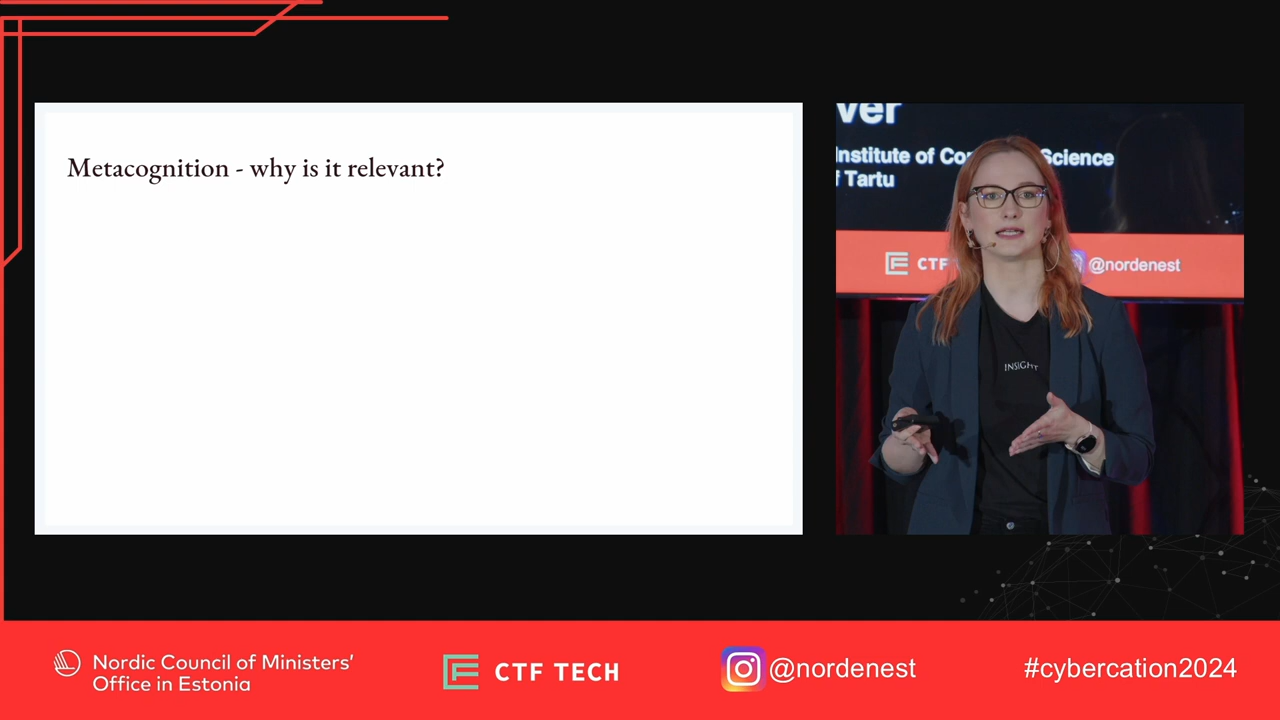 Metacognition - why is it relevant?
ver
Institute of Co Science
f Tartu
CTF
@nordenest
INSIGHT
Nordic Council of Ministers'
Office in Estonia
CTF TECH
@nordenest
#cybercation2024